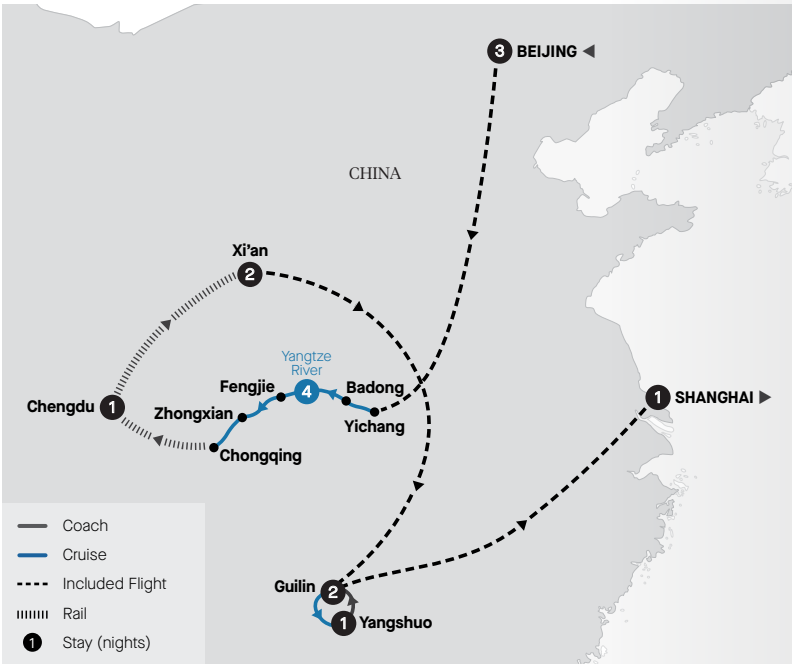 3 BEIJING
CHINA
Xi'an
2
Yangtze
River
4
Fengjie
Badong
Chengdu 1
Zhongxian
Yichang
Chongqing
1 SHANGHAI
Guilin 2
1 Yangshuo
Coach
Cruise
Included Flight
Rail
1 Stay (nights)